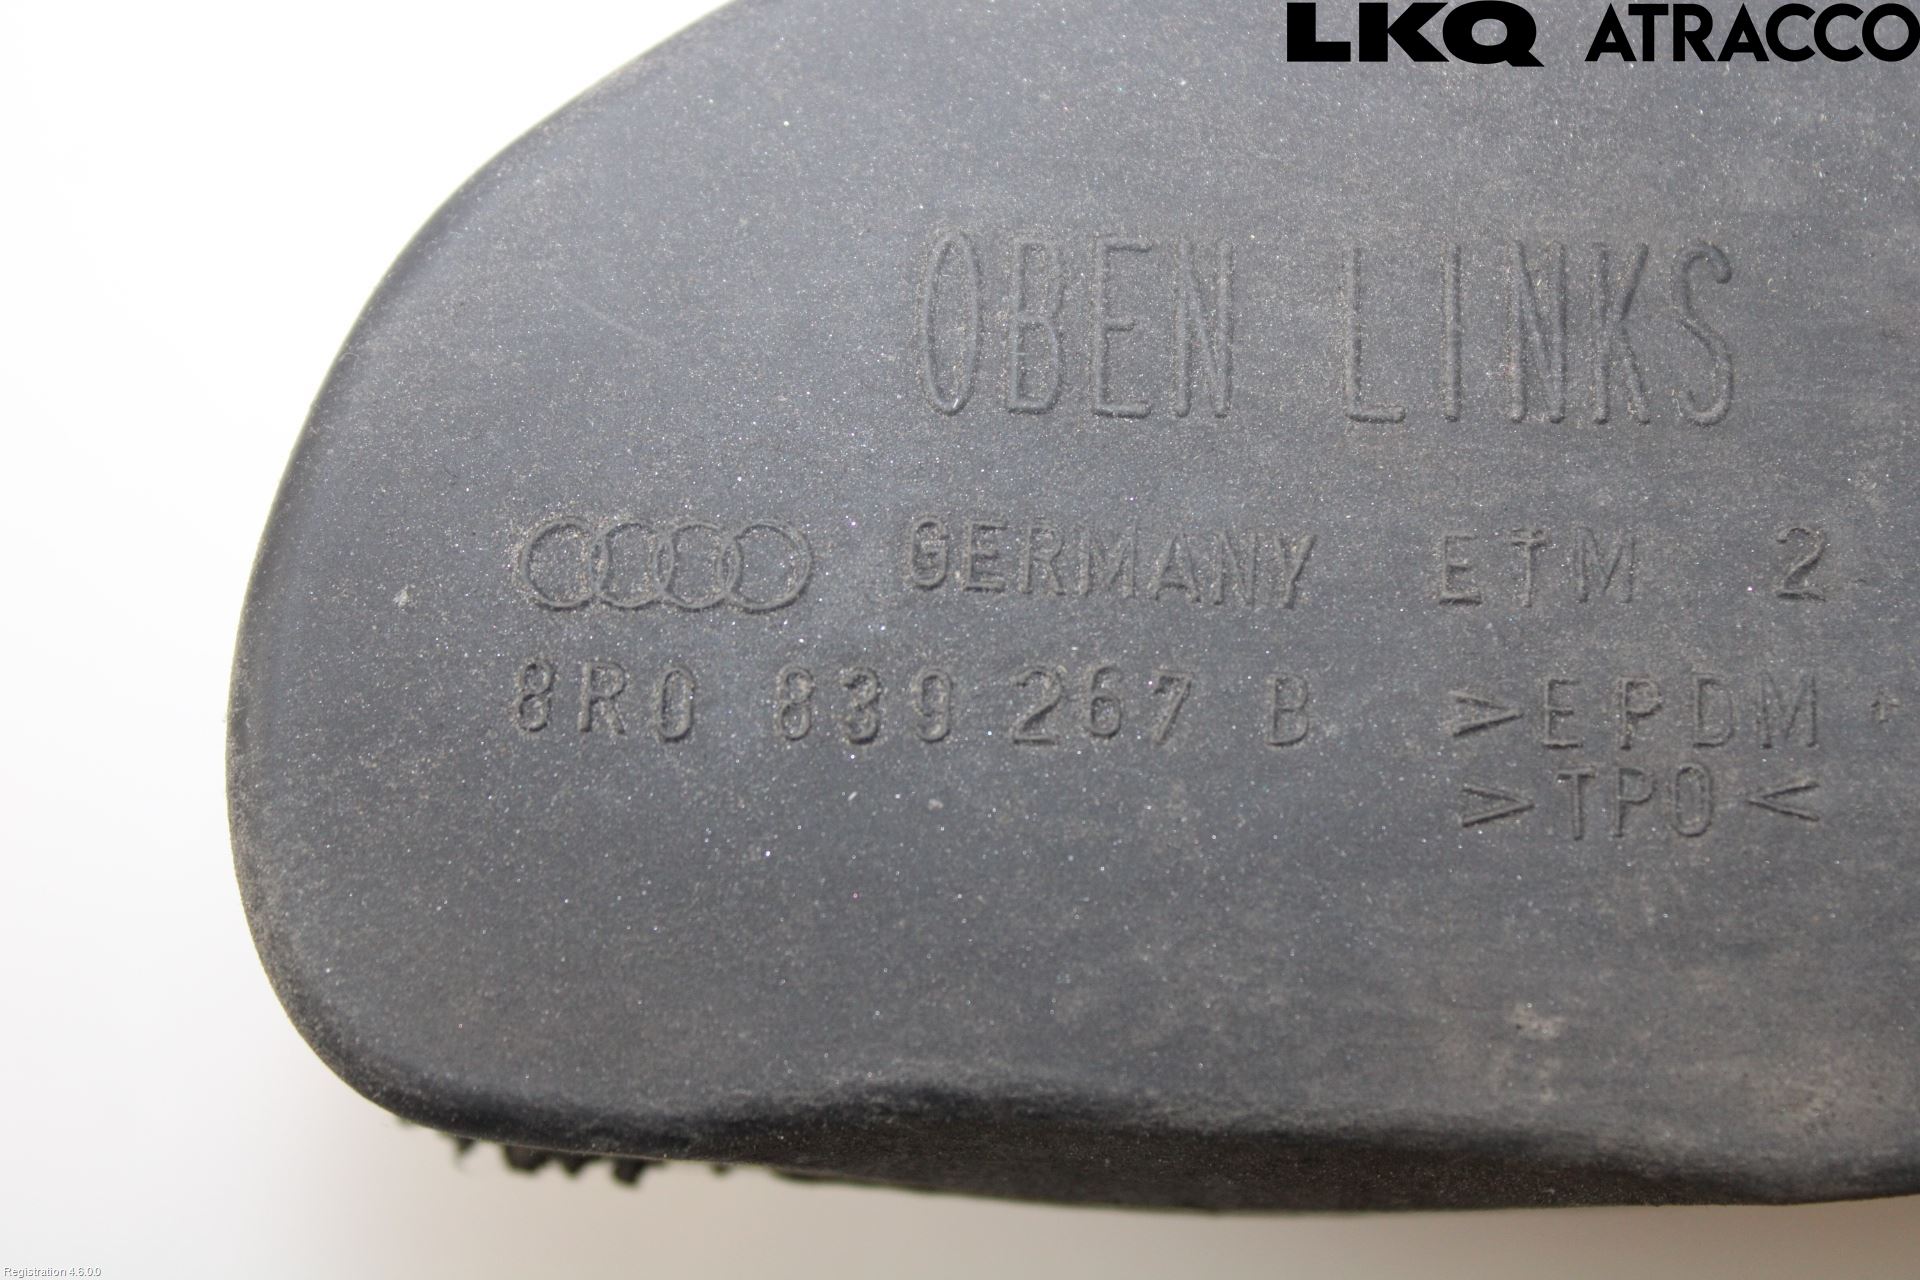 LKQ ATRACCO
OBEN LINKS
GERMANY ETM 2
8R0 839 267 B >EPDM +
>TPO<
Registration 4.6.0.0